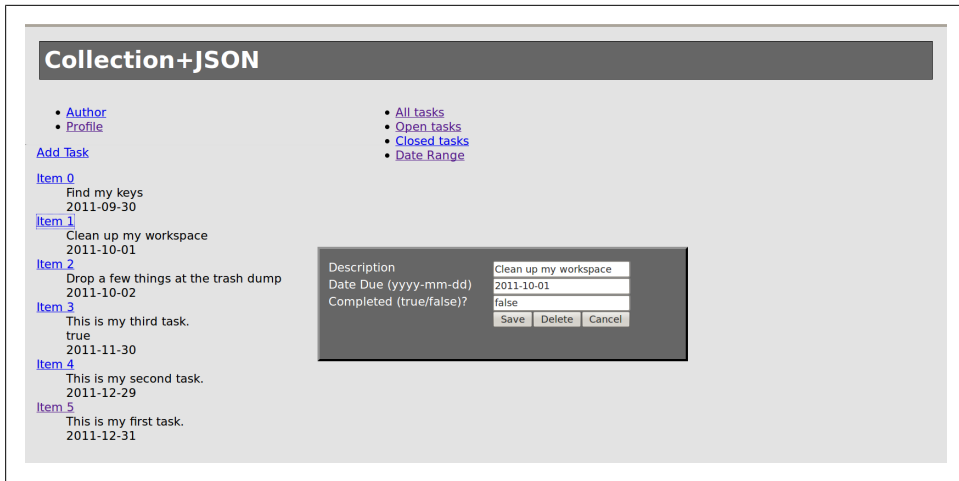 Collection+JSON
Author
Profile
All tasks
Open tasks
Closed tasks
Date Range
Add Task
Item 0
Find my keys
2011-09-30
Item 1
Clean up my workspace
2011-10-01
Item 2
Drop a few things at the trash dump
2011-10-02
Item 3
This is my third task.
true
2011-11-30
Item 4
This is my second task.
2011-12-29
Item 5
This is my first task.
2011-12-31
Description Clean up my workspace
Date Due (yyyy-mm-dd) 2011-10-01
Completed (true/false)? false
Save Delete Cancel